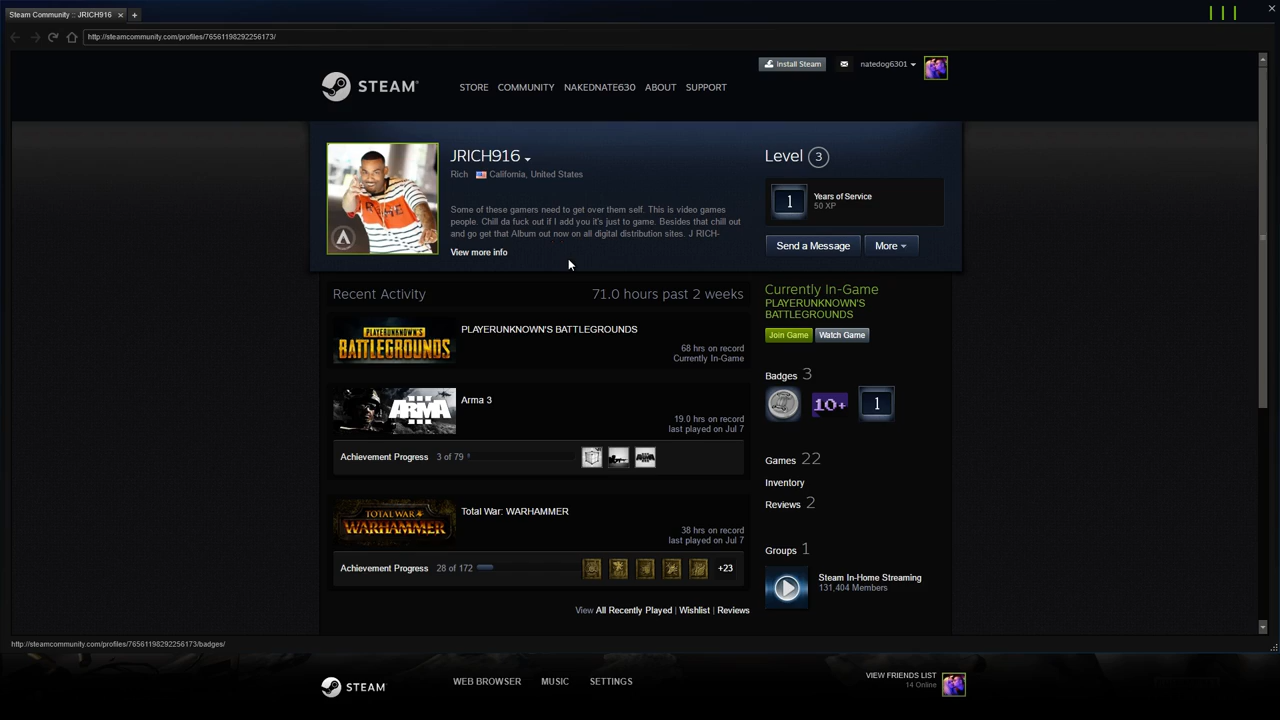 Steam Community :: JRICH916
http://steamcommunity.com/profiles/76561198292256173/
Install Steam
natedog6301
STEAM
STORE COMMUNITY NAKEDNATE630 ABOUT SUPPORT
JRICH916
Rich California, United States
Some of these gamers need to get over them self. This is video games
people. Chill da fuck out if I add you it's just to game. Besides that chill out
and go get that Album out now on all digital distribution sites. J RICH-
View more info
Level 3
1
Years of Service
50 XP
Send a Message More
Recent Activity 71.0 hours past 2 weeks
PLAYERUNKNOWN'S
BATTLEGROUNDS
PLAYERUNKNOWN'S BATTLEGROUNDS
68 hrs on record
Currently In-Game
ARMA III
Arma 3
19.0 hrs on record
last played on Jul 7
Achievement Progress 3 of 79
TOTAL WAR
WARHAMMER
Total War: WARHAMMER
38 hrs on record
last played on Jul 7
Achievement Progress 28 of 172 +23
View All Recently Played | Wishlist | Reviews
Currently In-Game
PLAYERUNKNOWN'S
BATTLEGROUNDS
Join Game Watch Game
Badges 3
10+ 1
Games 22
Inventory
Reviews 2
Groups 1
Steam In-Home Streaming
131,404 Members
http://steamcommunity.com/profiles/76561198292256173/badges/
STEAM
WEB BROWSER MUSIC SETTINGS
VIEW FRIENDS LIST
14 Online